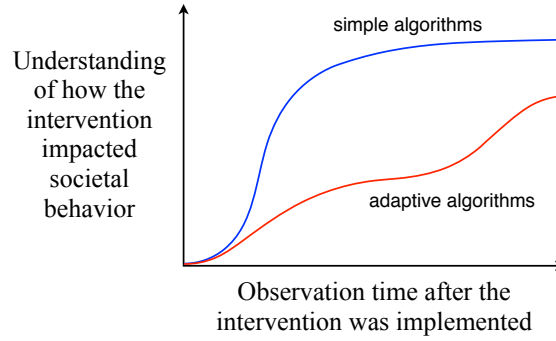 simple algorithms
Understanding
of how the
intervention
impacted
societal
behavior
adaptive algorithms
Observation time after the
intervention was implemented